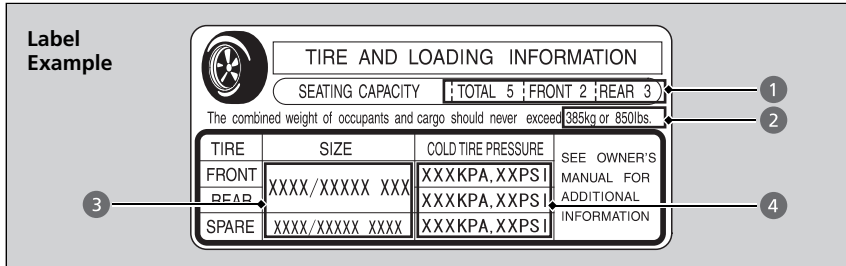 Label
Example
TIRE AND LOADING INFORMATION
SEATING CAPACITY TOTAL 5 FRONT 2 REAR 3
1
The combined weight of occupants and cargo should never exceed 385kg or 850lbs.
2
TIRE SIZE COLD TIRE PRESSURE SEE OWNER'S
MANUAL FOR
ADDITIONAL
INFORMATION
FRONT XXXX/XXXXX XXX XXXKPA,XXPSI
3
REAR XXXKPA,XXPSI
4
SPARE XXXX/XXXXX XXXX XXXKPA,XXPSI